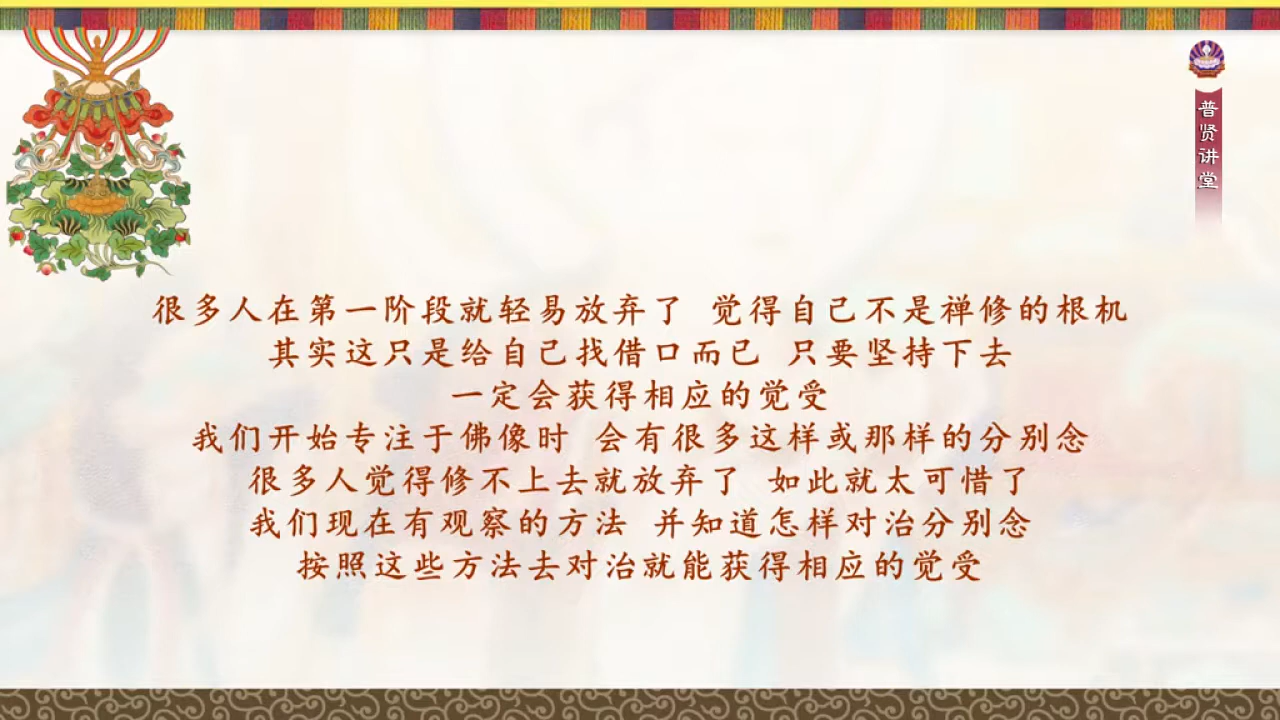 普贤讲堂
很多人在第一阶段就轻易放弃了 觉得自己不是禅修的根机
其实这只是给自己找借口而已 只要坚持下去
一定会获得相应的觉受
我们开始专注于佛像时 会有很多这样或那样的分别念
很多人觉得修不上去就放弃了 如此就太可惜了
我们现在有观察的方法 并知道怎样对治分别念
按照这些方法去对治就能获得相应的觉受